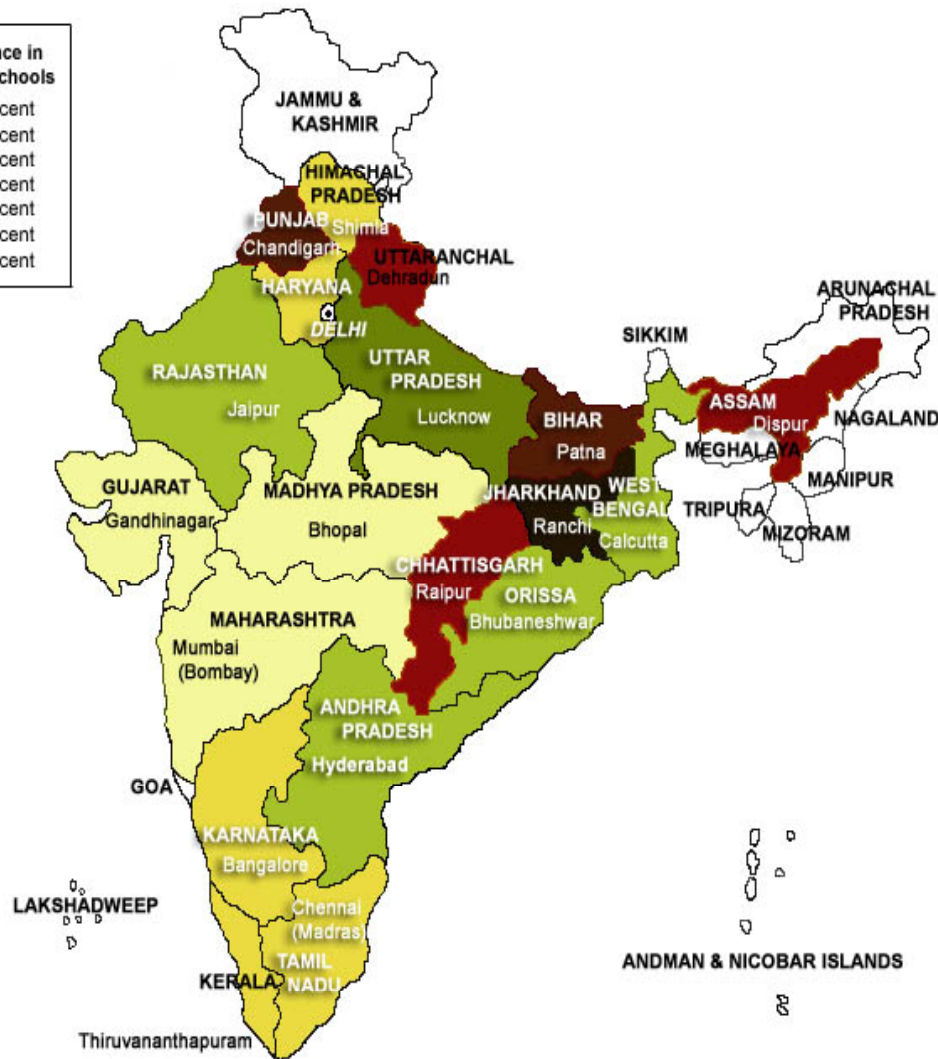 nce in
chools
cent
cent
cent
cent
cent
cent
cent
JAMMU &
KASHMIR
HIMACHAL
PRADESH
Shimla
PUNJAB
Chandigarh
UTTARANCHAL
Dehradun
HARYANA
DELHI
ARUNACHAL
PRADESH
SIKKIM
RAJASTHAN
Jaipur
UTTAR
PRADESH
Lucknow
BIHAR
Patna
ASSAM
Dispur
NAGALAND
MEGHALAYA
MANIPUR
TRIPURA
MIZORAM
GUJARAT
Gandhinagar
MADHYA PRADESH
Bhopal
JHARKHAND
Ranchi
WEST
BENGAL
Calcutta
CHHATTISGARH
Raipur
ORISSA
Bhubaneshwar
MAHARASHTRA
Mumbai
(Bombay)
ANDHRA
PRADESH
Hyderabad
GOA
KARNATAKA
Bangalore
LAKSHADWEEP
Chennai
(Madras)
TAMIL
NADU
KERALA
Thiruvananthapuram
ANDMAN & NICOBAR ISLANDS